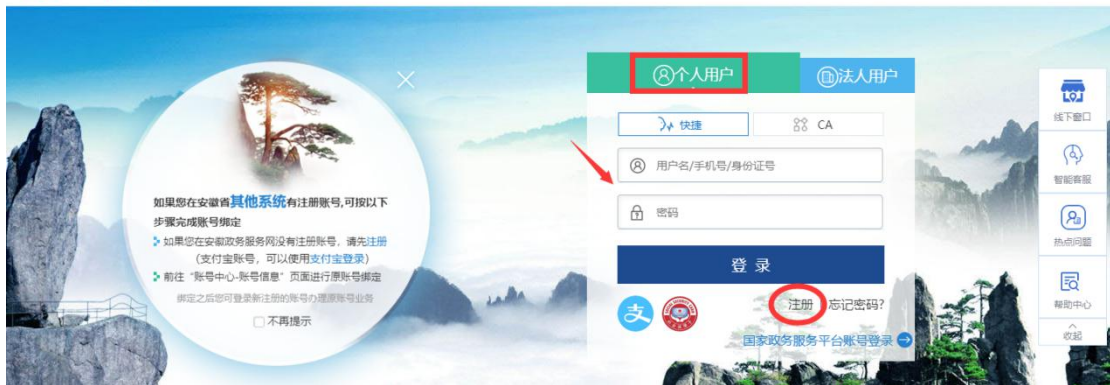 如果您在安徽省其他系统有注册账号,可按以下
步骤完成账号绑定
如果您在安徽政务服务网没有注册账号，请先注册
(支付宝账号，可以使用支付宝登录)
前往“账号中心-账号信息”页面进行原账号绑定
绑定之后您可登录新注册的账号办理原账号业务
不再提示
个人用户
法人用户
快捷
CA
用户名/手机号/身份证号
密码
登 录
注册
忘记密码?
国家政务服务平台账号登录
线下窗口
智能客服
热点问题
帮助中心
收起